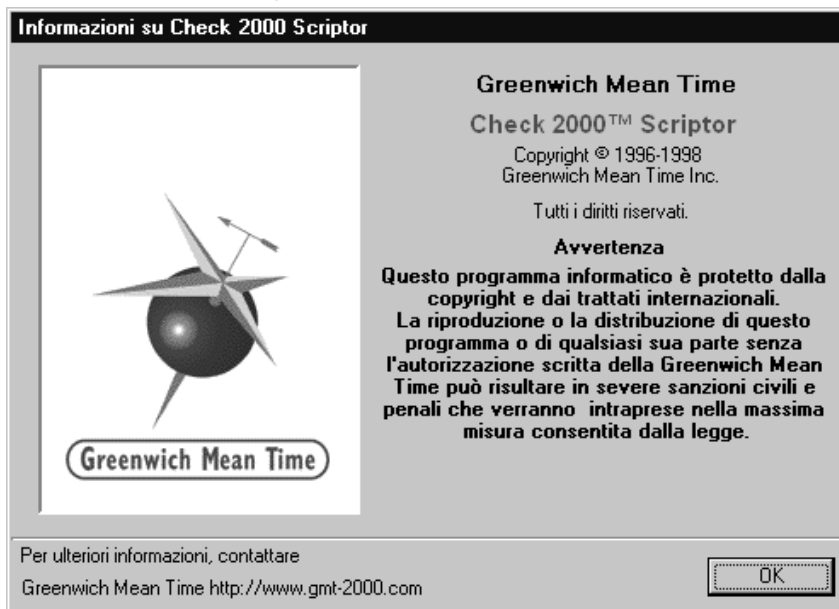 Informazioni su Check 2000 Scriptor
Greenwich Mean Time
Check 2000™ Scriptor
Copyright © 1996-1998
Greenwich Mean Time Inc.
Tutti i diritti riservati.
Avvertenza
Questo programma informatico è protetto dalla
copyright e dai trattati internazionali.
La riproduzione o la distribuzione di questo
programma o di qualsiasi sua parte senza
l'autorizzazione scritta della Greenwich Mean
Time può risultare in severe sanzioni civili e
penali che verranno intraprese nella massima
misura consentita dalla legge.
Greenwich Mean Time
Per ulteriori informazioni, contattare
Greenwich Mean Time http://www.gmt-2000.com
OK